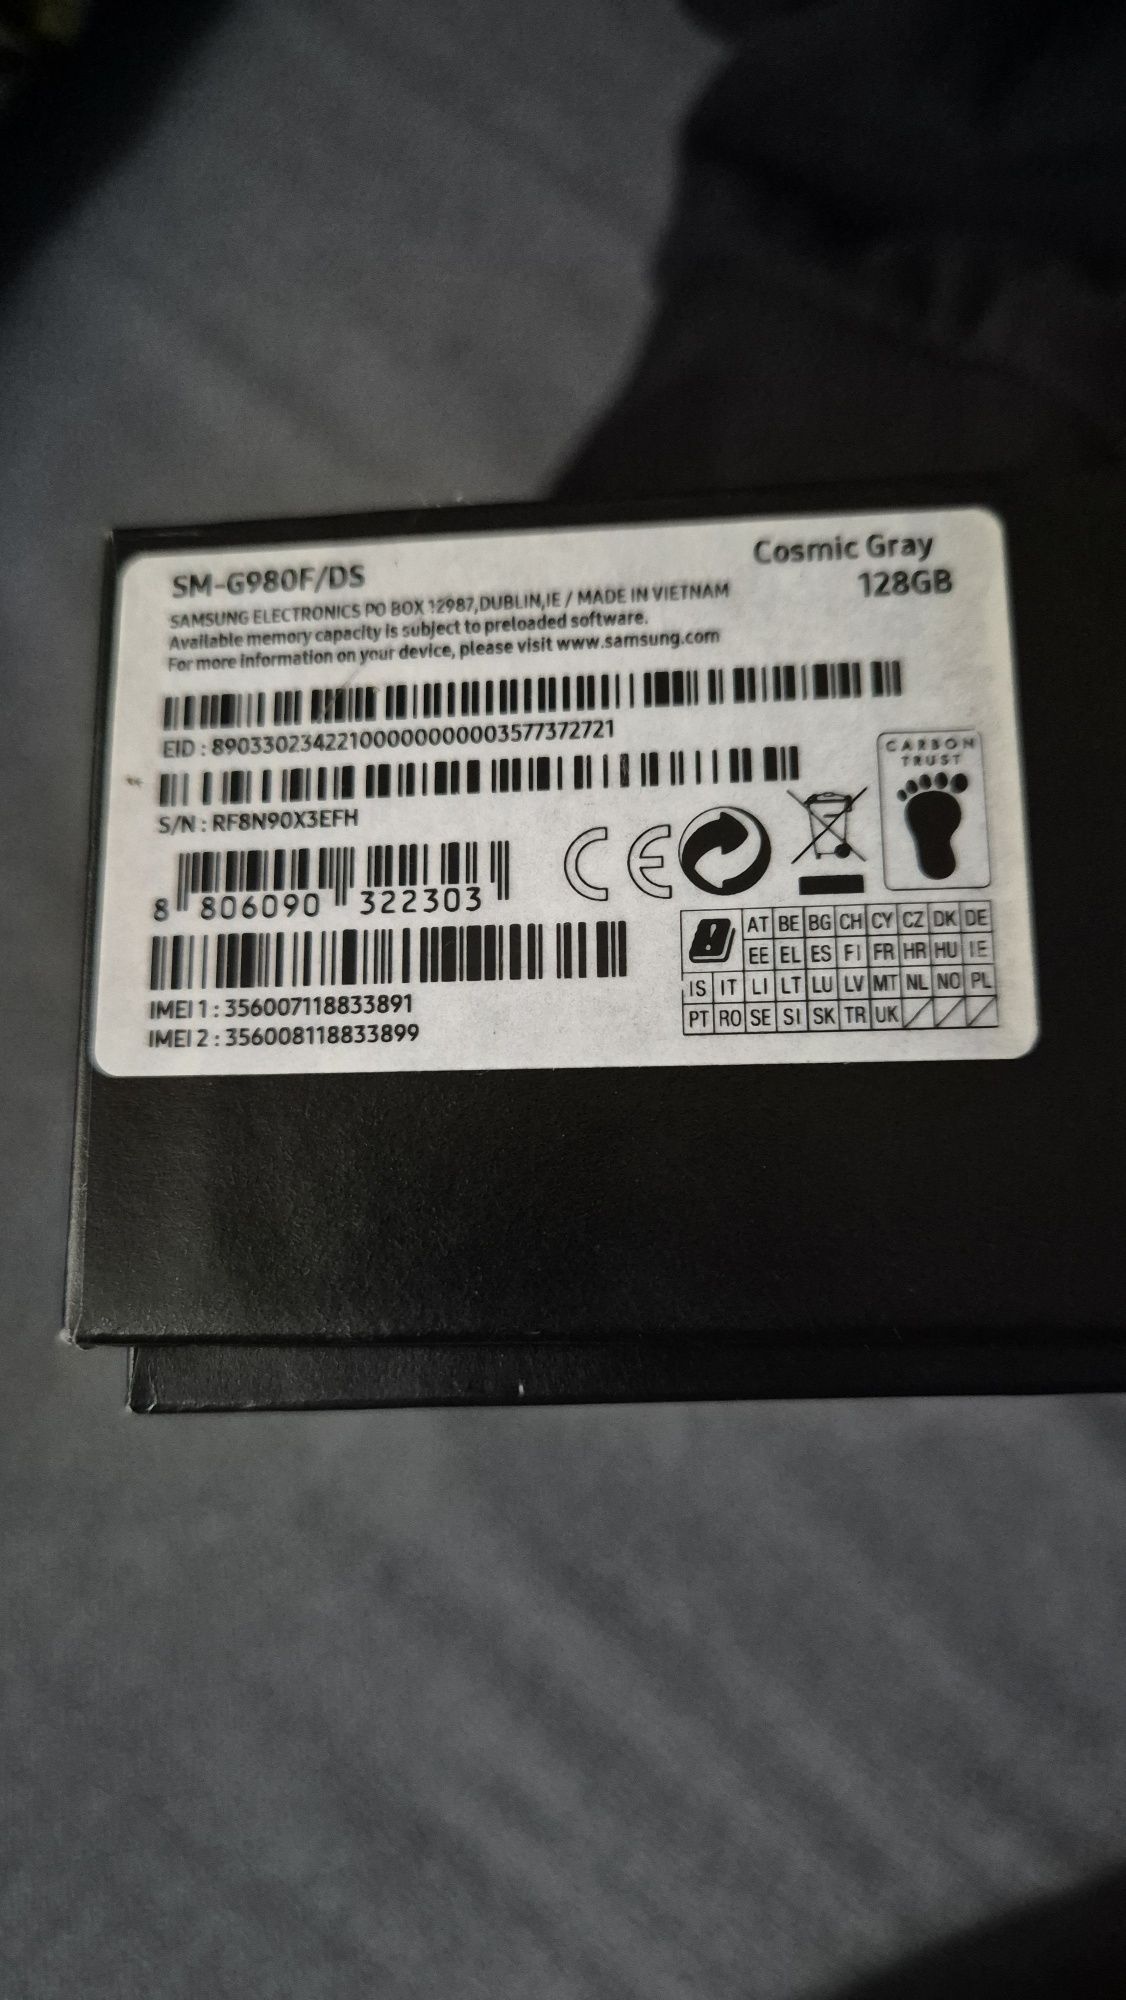 SM-G980F/DS
Cosmic Gray
128GB
SAMSUNG ELECTRONICS PO BOX 12987,DUBLIN,IE / MADE IN VIETNAM
Available memory capacity is subject to preloaded software.
For more information on your device, please visit www.samsung.com
EID : 89033023422100000000003577372721
S/N : RF8N90X3EFH
8 806090 322303
IMEI 1 : 356007118833891
IMEI 2 : 356008118833899
CE
CARBON
TRUST
AT BE BG CH CY CZ DK DE
EE EL ES FI FR HR HU IE
IS IT LI LT LU LV MT NL NO PL
PT RO SE SI SK TR UK